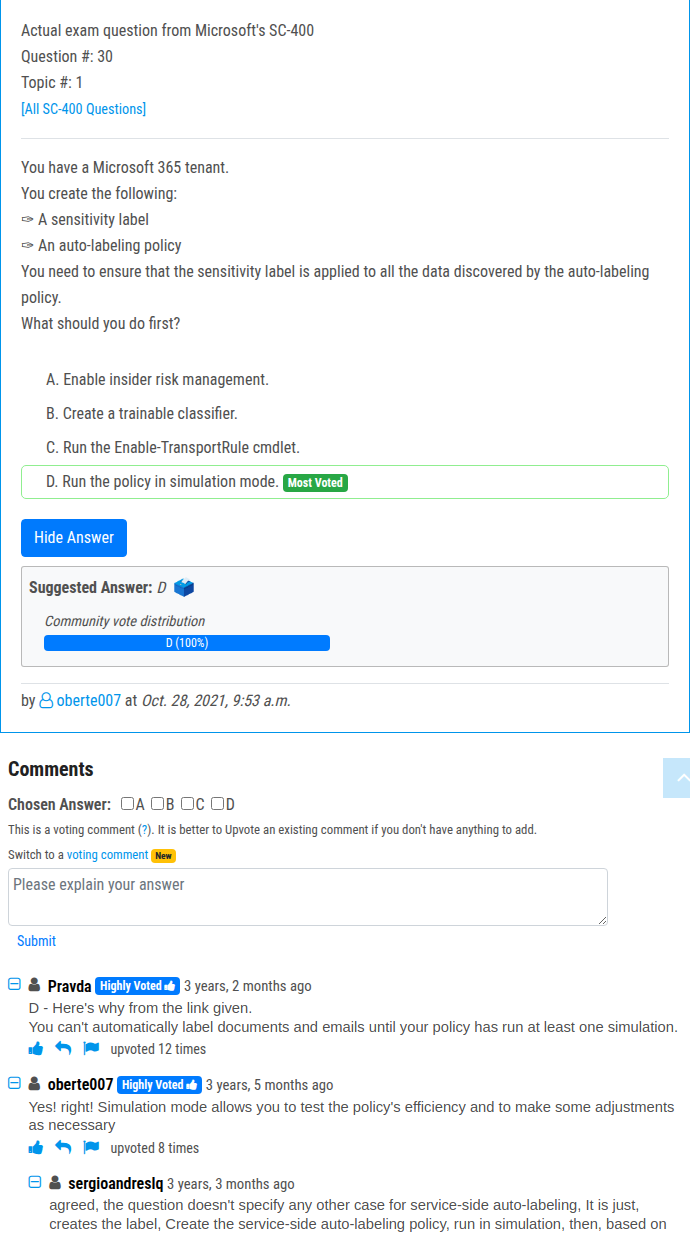 Actual exam question from Microsoft's SC-400
Question #: 30
Topic #: 1
[All SC-400 Questions]
You have a Microsoft 365 tenant.
You create the following:
✑ A sensitivity label
✑ An auto-labeling policy
You need to ensure that the sensitivity label is applied to all the data discovered by the auto-labeling
policy.
What should you do first?
A. Enable insider risk management.
B. Create a trainable classifier.
C. Run the Enable-TransportRule cmdlet.
D. Run the policy in simulation mode. Most Voted
Hide Answer
Suggested Answer: D
Community vote distribution
D (100%)
by oberte007 at Oct. 28, 2021, 9:53 a.m.
Comments
Chosen Answer: A B C D
This is a voting comment (?). It is better to Upvote an existing comment if you don't have anything to add.
Switch to a voting comment New
Please explain your answer
Submit
Pravda Highly Voted 3 years, 2 months ago
D - Here's why from the link given.
You can't automatically label documents and emails until your policy has run at least one simulation.
upvoted 12 times
oberte007 Highly Voted 3 years, 5 months ago
Yes! right! Simulation mode allows you to test the policy's efficiency and to make some adjustments
as necessary
upvoted 8 times
sergioandreslq 3 years, 3 months ago
agreed, the question doesn't specify any other case for service-side auto-labeling, It is just,
creates the label, Create the service-side auto-labeling policy, run in simulation, then, based on